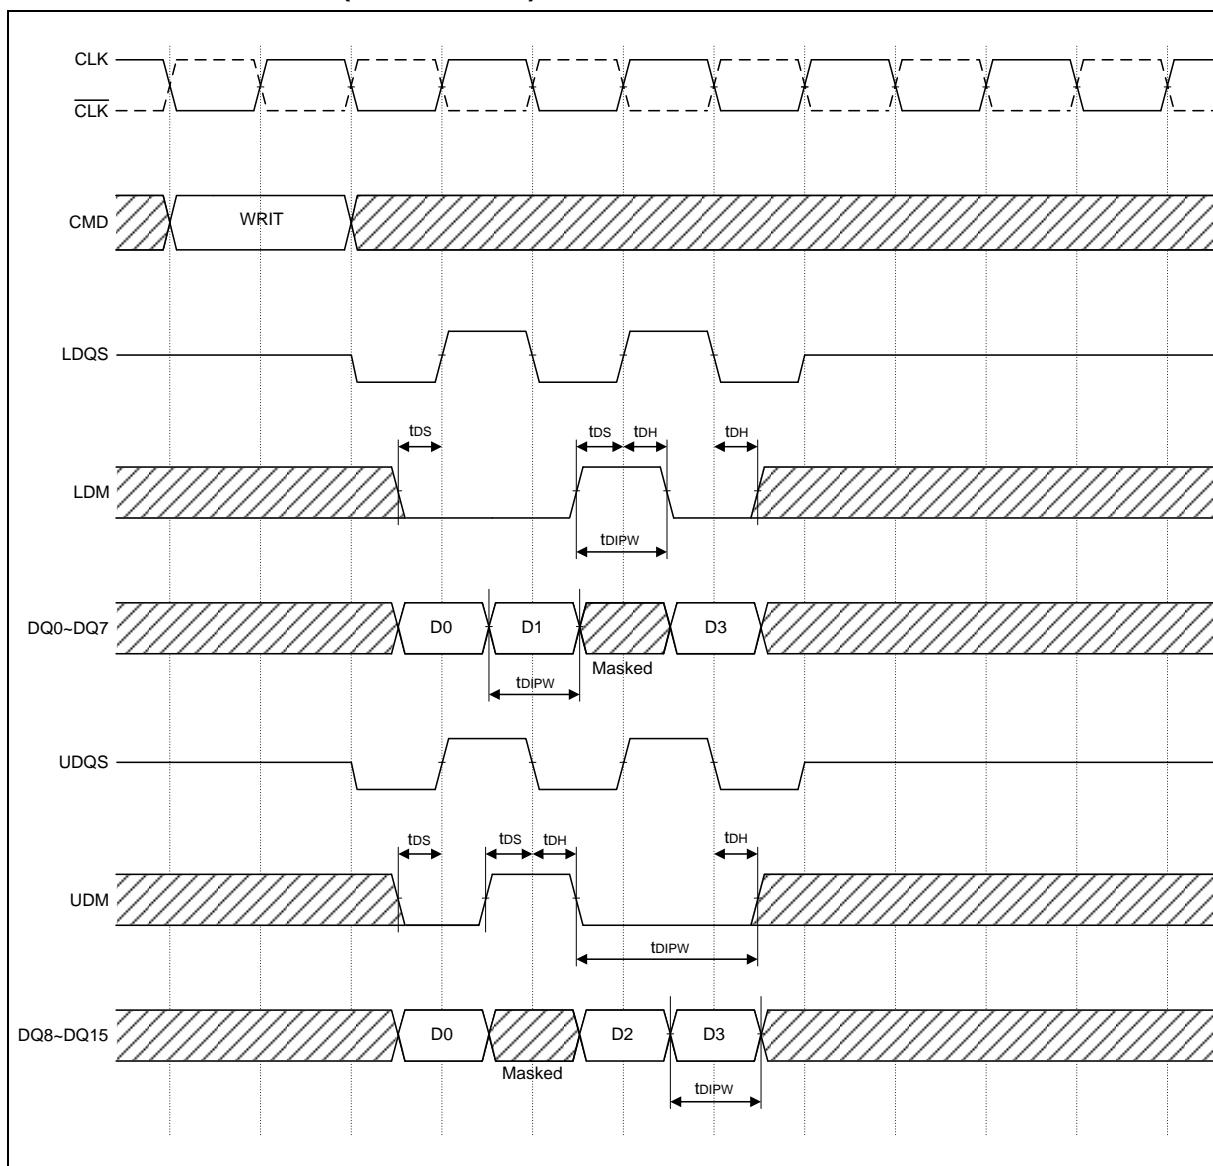 CLK
CLK
CMD
WRIT
LDQS
tDS
tDS
tDH
tDH
LDM
tDIPW
DQ0~DQ7
D0
D1
D3
Masked
tDIPW
UDQS
tDS
tDS
tDH
tDH
UDM
tDIPW
DQ8~DQ15
D0
D2
D3
Masked
tDIPW